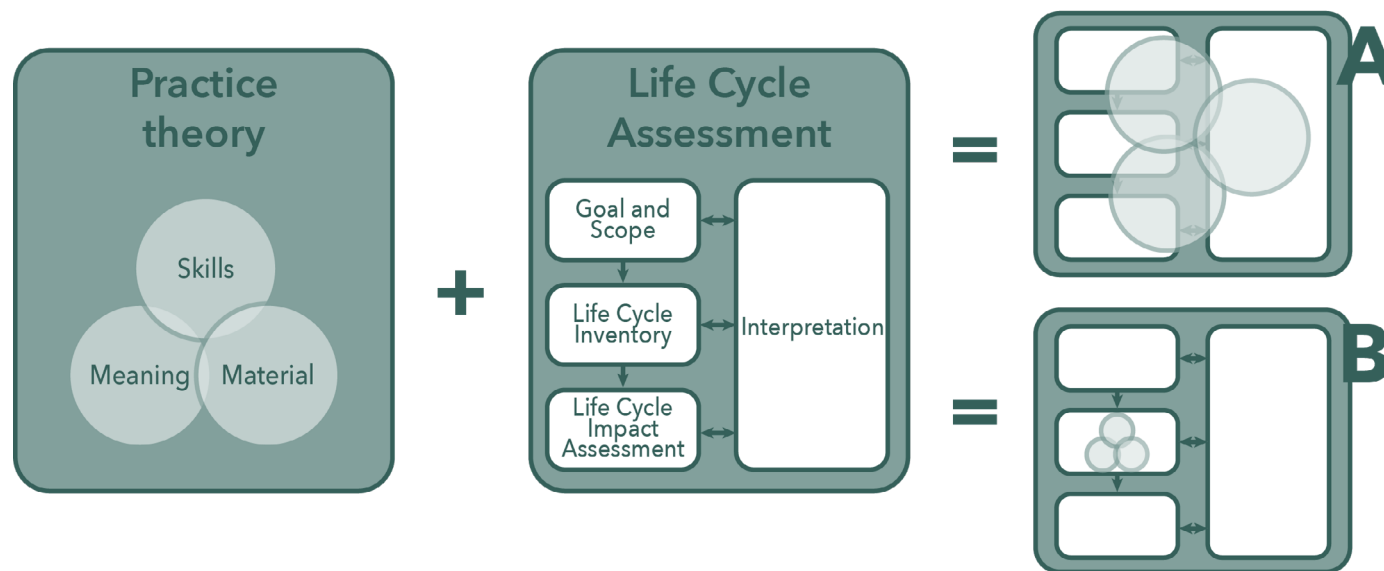 Practice
theory
Skills
Meaning
Material
+
Life Cycle
Assessment
Goal and
Scope
Life Cycle
Inventory
Life Cycle
Impact
Assessment
Interpretation
=
A
=
B